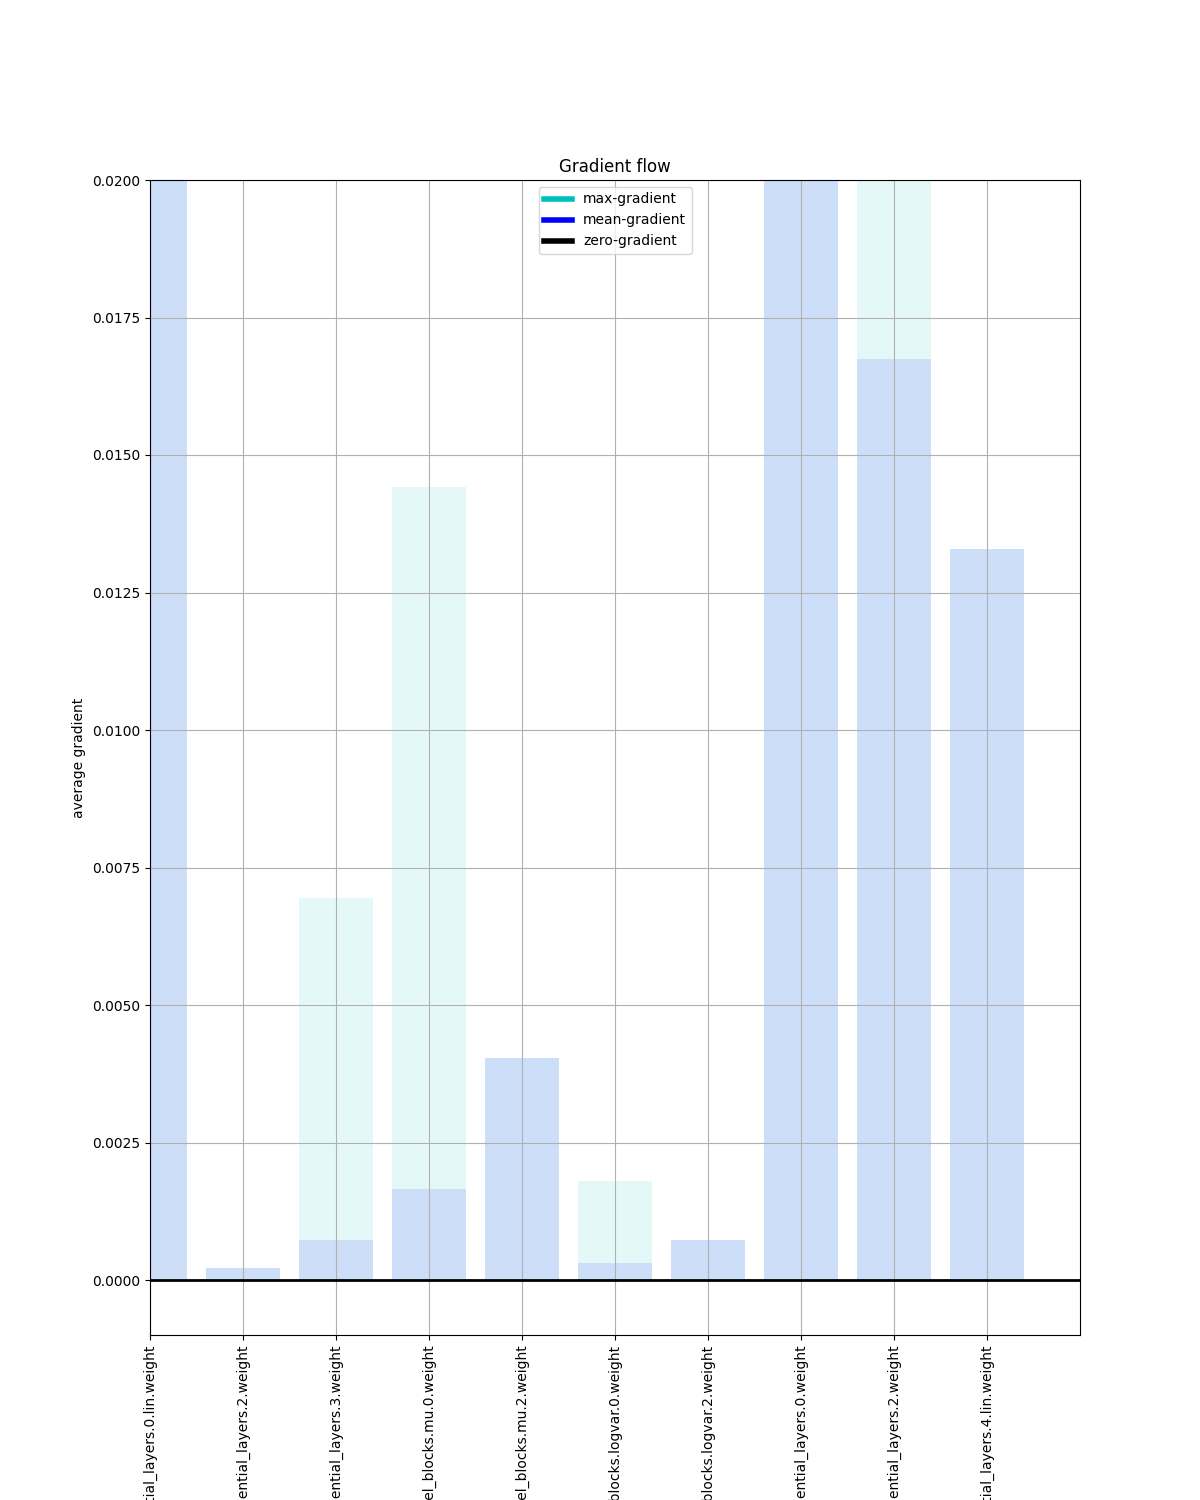 Gradient flow
max-gradient
mean-gradient
zero-gradient
0.0200
0.0175
0.0150
0.0125
0.0100
0.0075
0.0050
0.0025
0.0000
average gradient
tial_layers.0.lin.weight
ential_layers.2.weight
ential_layers.3.weight
el_blocks.mu.0.weight
el_blocks.mu.2.weight
blocks.logvar.0.weight
blocks.logvar.2.weight
ential_layers.0.weight
ential_layers.2.weight
tial_layers.4.lin.weight